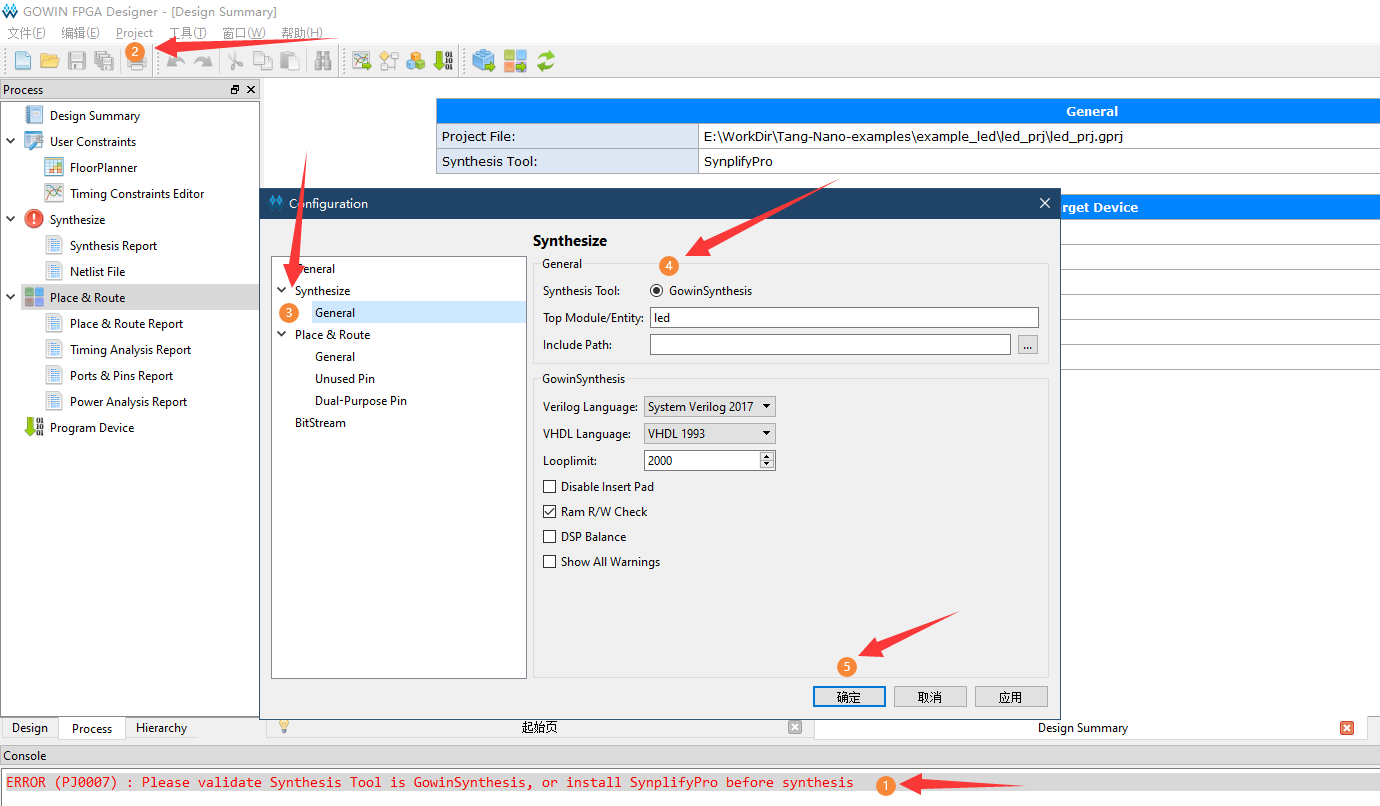 GOWIN FPGA Designer - [Design Summary]
文件(F) 编辑(E) Project 工具(T) 窗口(W) 帮助(H)
2
Process
Design Summary
User Constraints
FloorPlanner
Timing Constraints Editor
Synthesize
Synthesis Report
Netlist File
Place & Route
Place & Route Report
Timing Analysis Report
Ports & Pins Report
Power Analysis Report
Program Device
General
Project File: E:\WorkDir\Tang-Nano-examples\example_led\led_prj\led_prj.gprj
Synthesis Tool: SynplifyPro
rget Device
Configuration
General
Synthesize
3
General
Place & Route
General
Unused Pin
Dual-Purpose Pin
BitStream
Synthesize
General
4
Synthesis Tool: GowinSynthesis
Top Module/Entity: led
Include Path: ...
GowinSynthesis
Verilog Language: System Verilog 2017
VHDL Language: VHDL 1993
Looplimit: 2000
Disable Insert Pad
Ram R/W Check
DSP Balance
Show All Warnings
5
确定 取消 应用
Design Process Hierarchy
起始页 Design Summary
Console
ERROR (PJ0007) : Please validate Synthesis Tool is GowinSynthesis, or install SynplifyPro before synthesis
1